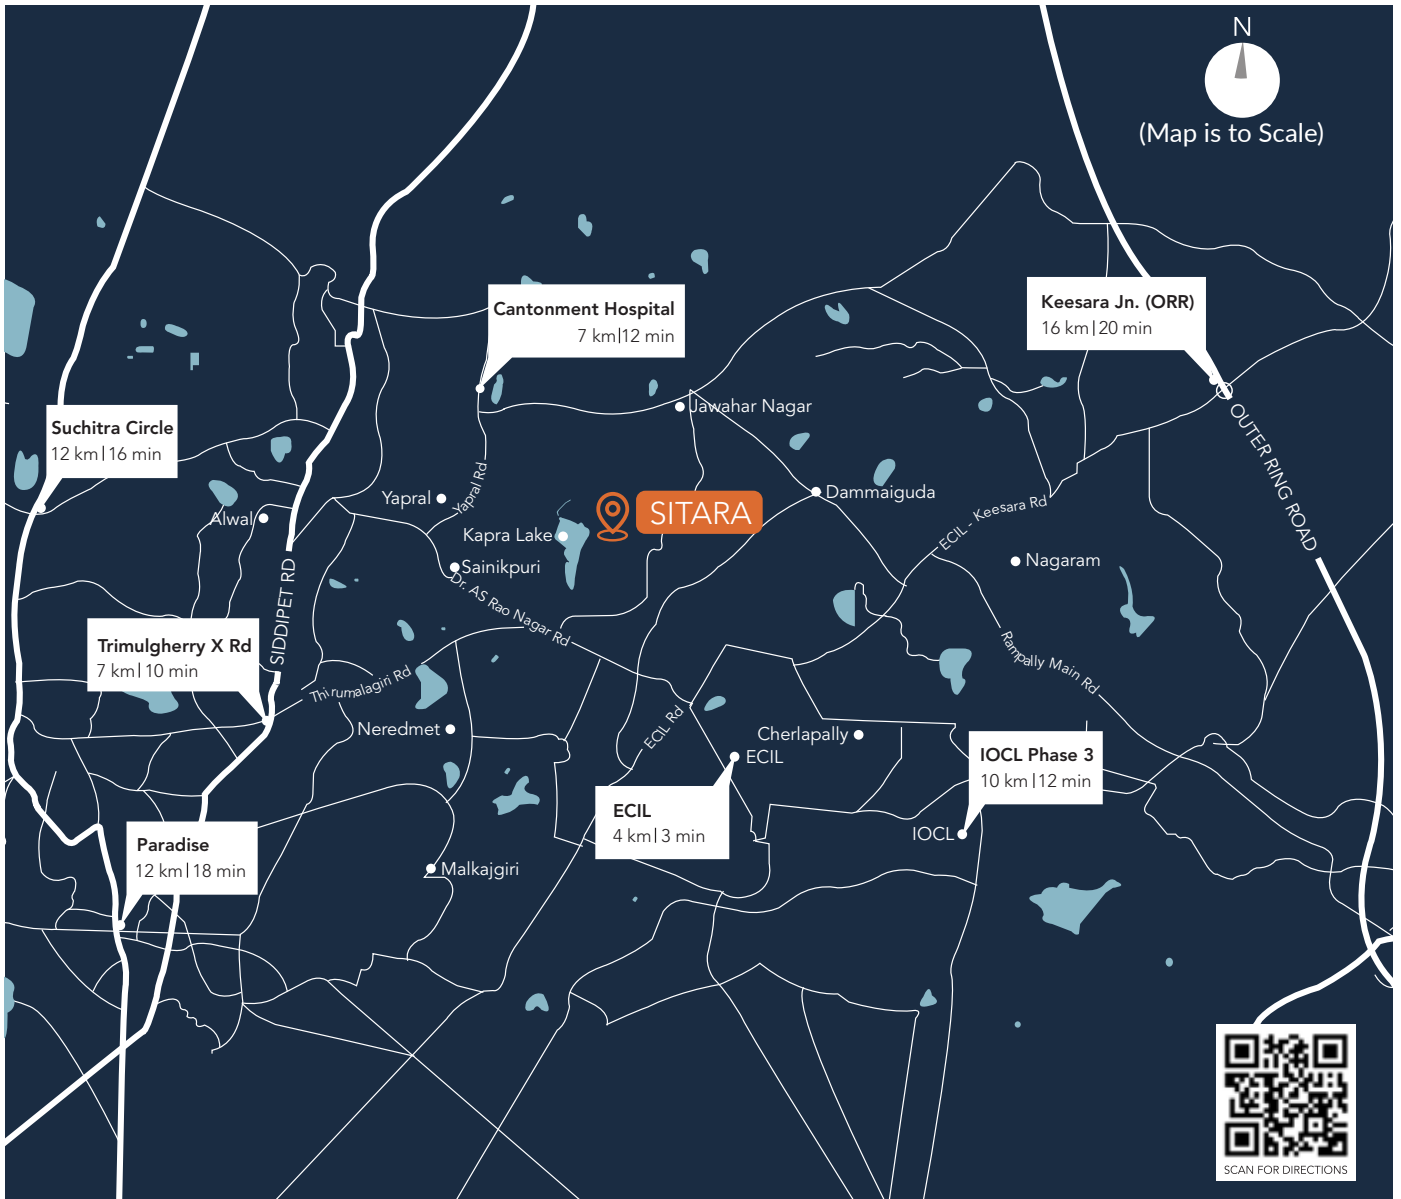 N
(Map is to Scale)
Cantonment Hospital
7 km|12 min
Keesara Jn. (ORR)
16 km|20 min
Suchitra Circle
12 km|16 min
Jawahar Nagar
OUTER RING ROAD
Yapral
Yapral Rd
Dammaiguda
SITARA
Alwal
Kapra Lake
ECIL - Keesara Rd
Sainikpuri
Nagaram
Dr. AS Rao Nagar Rd
SIDDIPET RD
Trimulgherry X Rd
7 km|10 min
Thirumalagiri Rd
Rampally Main Rd
Neredmet
ECIL Rd
Cherlapally
ECIL
IOCL Phase 3
10 km|12 min
ECIL
4 km|3 min
IOCL
Paradise
12 km|18 min
Malkajgiri
SCAN FOR DIRECTIONS